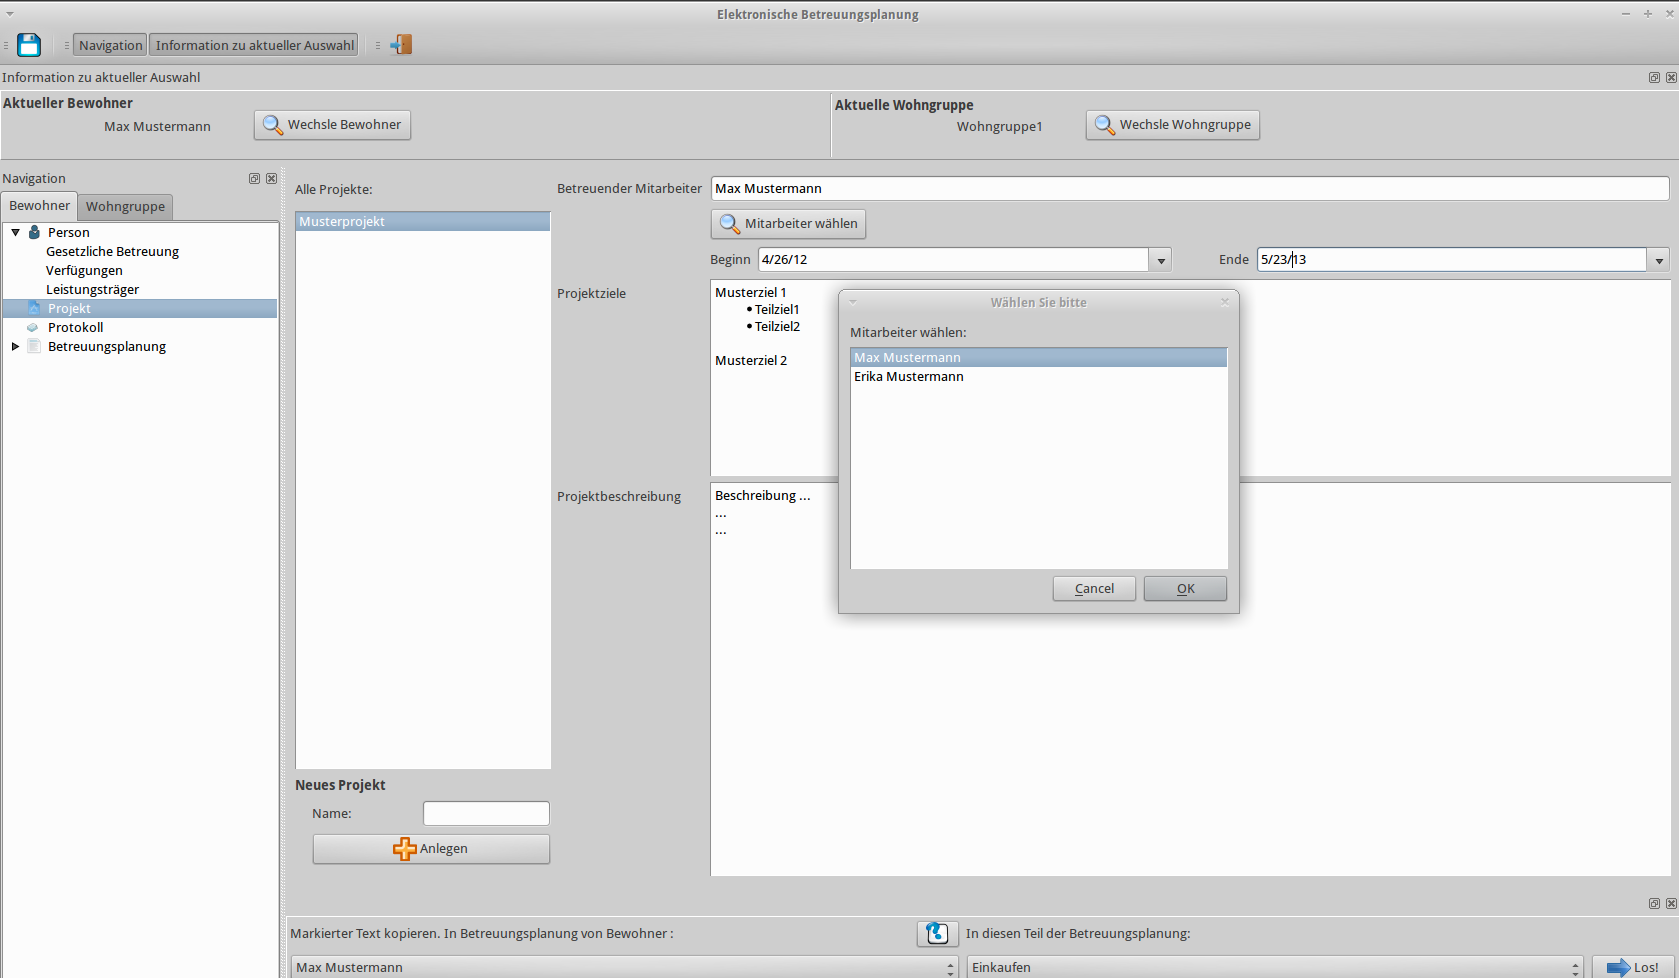 Elektronische Betreuungsplanung
Navigation
Information zu aktueller Auswahl
Information zu aktueller Auswahl
Aktueller Bewohner
Max Mustermann
Wechsle Bewohner
Aktuelle Wohngruppe
Wohngruppe1
Wechsle Wohngruppe
Navigation
Bewohner
Wohngruppe
Person
Gesetzliche Betreuung
Verfügungen
Leistungsträger
Projekt
Protokoll
Betreuungsplanung
Alle Projekte:
Musterprojekt
Neues Projekt
Name:
Anlegen
Betreuender Mitarbeiter
Max Mustermann
Mitarbeiter wählen
Beginn
4/26/12
Ende
5/23/13
Projektziele
Musterziel 1
• Teilziel1
• Teilziel2
Musterziel 2
Projektbeschreibung
Beschreibung ...
...
...
Wählen Sie bitte
Mitarbeiter wählen:
Max Mustermann
Erika Mustermann
Cancel
OK
Markierter Text kopieren. In Betreuungsplanung von Bewohner :
In diesen Teil der Betreuungsplanung:
Max Mustermann
Einkaufen
Los!